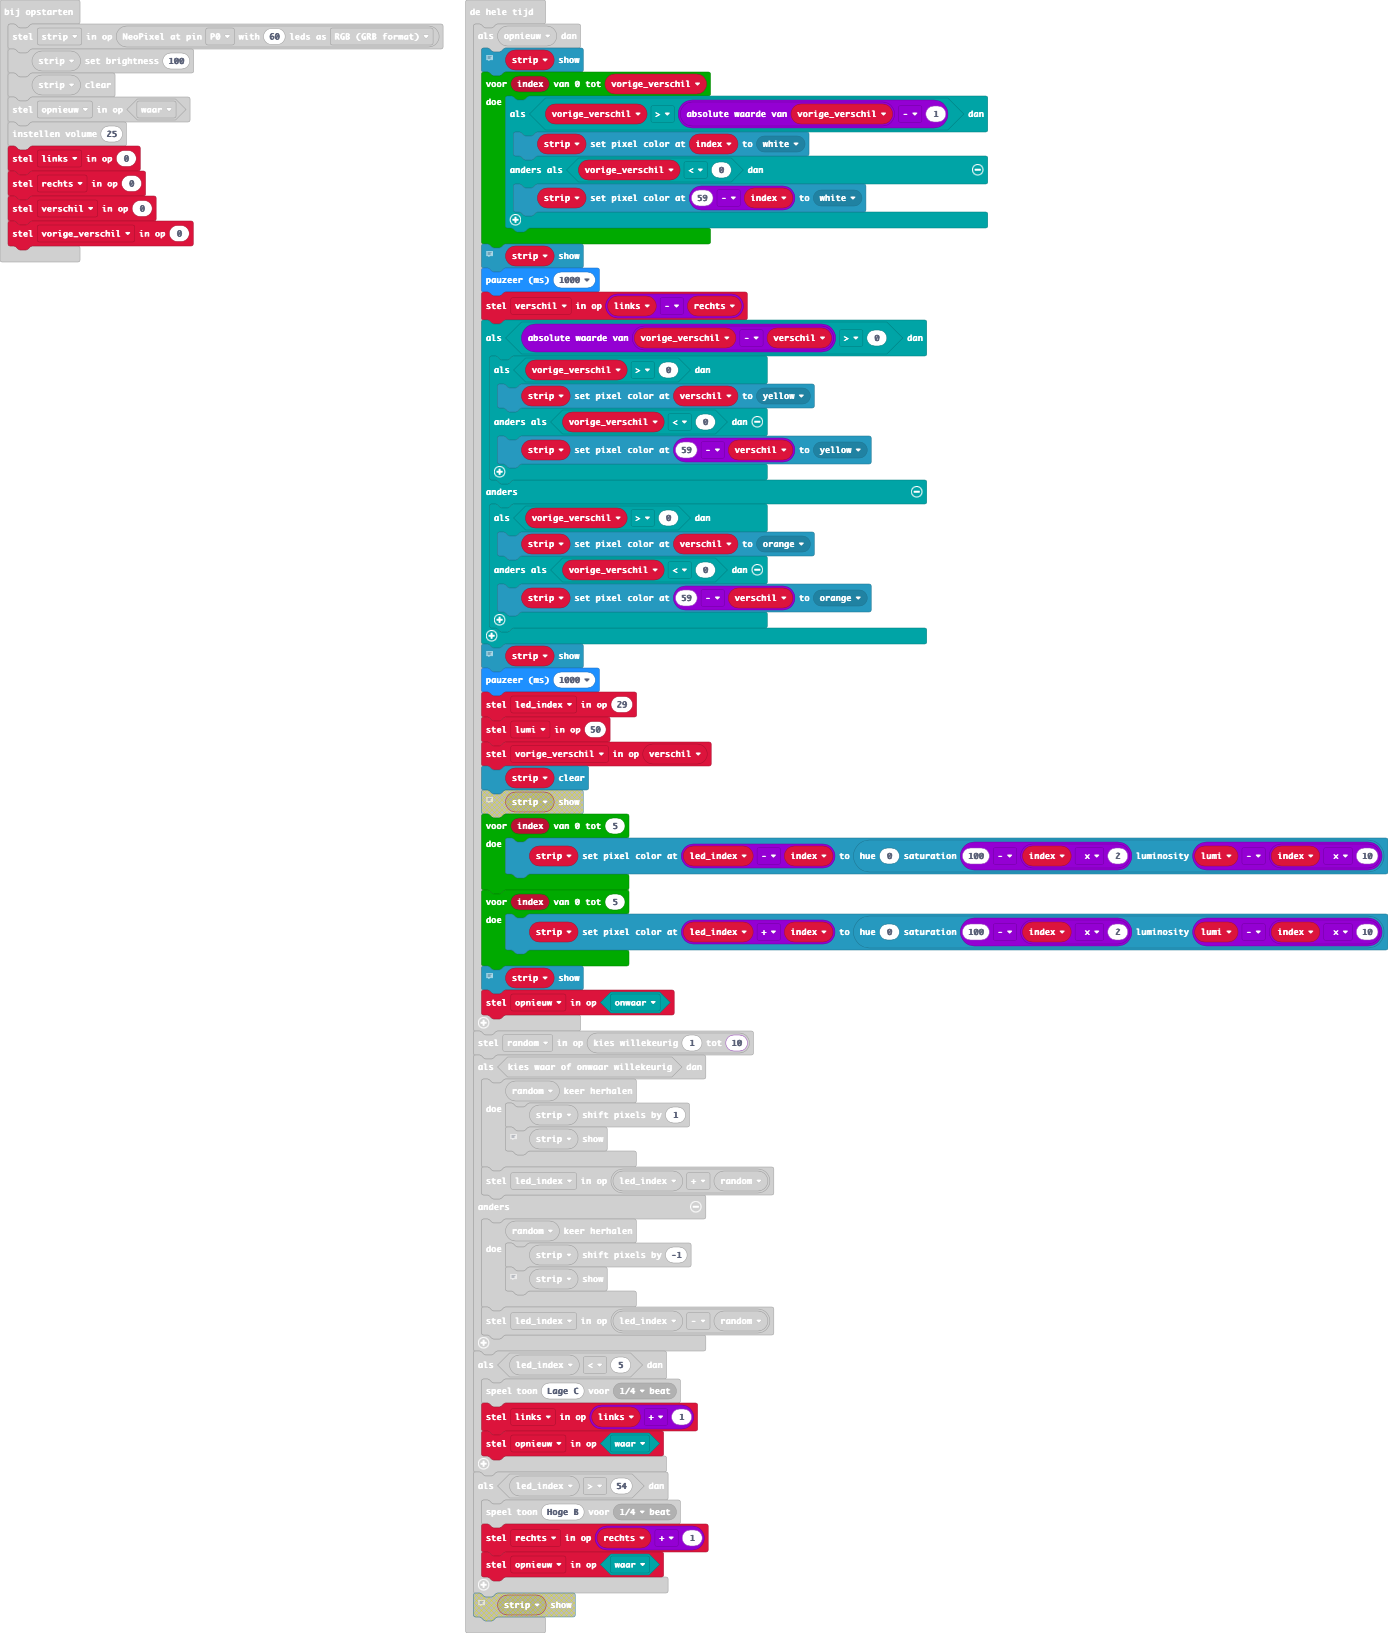 bij opstarten
stel strip in op NeoPixel at pin P0 with 60 leds as RGB (GRB format)
strip set brightness 100
strip clear
stel opnieuw in op waar
instellen volume 25
stel links in op 0
stel rechts in op 0
stel verschil in op 0
stel vorige_verschil in op 0
de hele tijd
als opnieuw dan
strip show
voor index van 0 tot vorige_verschil
doe
als vorige_verschil > absolute waarde van vorige_verschil - 1 dan
strip set pixel color at index to white
anders als vorige_verschil < 0 dan
strip set pixel color at 59 - index to white
strip show
pauzeer (ms) 1000
stel verschil in op links - rechts
als absolute waarde van vorige_verschil - verschil > 0 dan
als vorige_verschil > 0 dan
strip set pixel color at verschil to yellow
anders als vorige_verschil < 0 dan
strip set pixel color at 59 - verschil to yellow
anders
als vorige_verschil > 0 dan
strip set pixel color at verschil to orange
anders als vorige_verschil < 0 dan
strip set pixel color at 59 - verschil to orange
strip show
pauzeer (ms) 1000
stel led_index in op 29
stel lumi in op 50
stel vorige_verschil in op verschil
strip clear
strip show
voor index van 0 tot 5
doe
strip set pixel color at led_index - index to hue 0 saturation 100 - index x 2 luminosity lumi - index x 10
voor index van 0 tot 5
doe
strip set pixel color at led_index + index to hue 0 saturation 100 - index x 2 luminosity lumi - index x 10
strip show
stel opnieuw in op onwaar
stel random in op kies willekeurig 1 tot 10
als kies waar of onwaar willekeurig dan
random keer herhalen
doe
strip shift pixels by 1
strip show
stel led_index in op led_index + random
anders
random keer herhalen
doe
strip shift pixels by -1
strip show
stel led_index in op led_index - random
als led_index < 5 dan
speel toon Lage C voor 1/4 beat
stel links in op links + 1
stel opnieuw in op waar
als led_index > 54 dan
speel toon Hoge B voor 1/4 beat
stel rechts in op rechts + 1
stel opnieuw in op waar
strip show